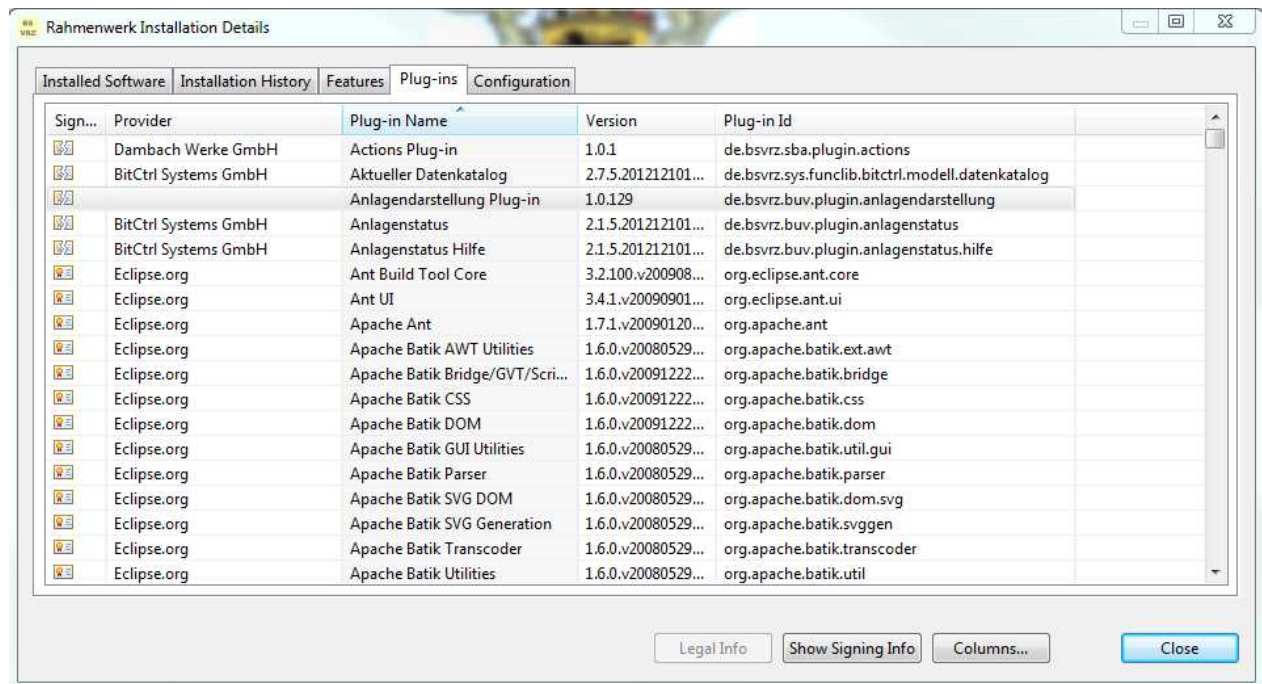 BB VRZ Rahmenwerk Installation Details
Installed Software Installation History Features Plug-ins Configuration
Sign... Provider Plug-in Name Version Plug-in Id
Dambach Werke GmbH Actions Plug-in 1.0.1 de.bsvrz.sba.plugin.actions
BitCtrl Systems GmbH Aktueller Datenkatalog 2.7.5.201212101... de.bsvrz.sys.funclib.bitctrl.modell.datenkatalog
Anlagendarstellung Plug-in 1.0.129 de.bsvrz.buv.plugin.anlagendarstellung
BitCtrl Systems GmbH Anlagenstatus 2.1.5.201212101... de.bsvrz.buv.plugin.anlagenstatus
BitCtrl Systems GmbH Anlagenstatus Hilfe 2.1.5.201212101... de.bsvrz.buv.plugin.anlagenstatus.hilfe
Eclipse.org Ant Build Tool Core 3.2.100.v200908... org.eclipse.ant.core
Eclipse.org Ant UI 3.4.1.v20090901... org.eclipse.ant.ui
Eclipse.org Apache Ant 1.7.1.v20090120... org.apache.ant
Eclipse.org Apache Batik AWT Utilities 1.6.0.v20080529... org.apache.batik.ext.awt
Eclipse.org Apache Batik Bridge/GVT/Scri... 1.6.0.v20091222... org.apache.batik.bridge
Eclipse.org Apache Batik CSS 1.6.0.v20091222... org.apache.batik.css
Eclipse.org Apache Batik DOM 1.6.0.v20091222... org.apache.batik.dom
Eclipse.org Apache Batik GUI Utilities 1.6.0.v20080529... org.apache.batik.util.gui
Eclipse.org Apache Batik Parser 1.6.0.v20080529... org.apache.batik.parser
Eclipse.org Apache Batik SVG DOM 1.6.0.v20080529... org.apache.batik.dom.svg
Eclipse.org Apache Batik SVG Generation 1.6.0.v20080529... org.apache.batik.svggen
Eclipse.org Apache Batik Transcoder 1.6.0.v20080529... org.apache.batik.transcoder
Eclipse.org Apache Batik Utilities 1.6.0.v20080529... org.apache.batik.util
Legal Info Show Signing Info Columns... Close